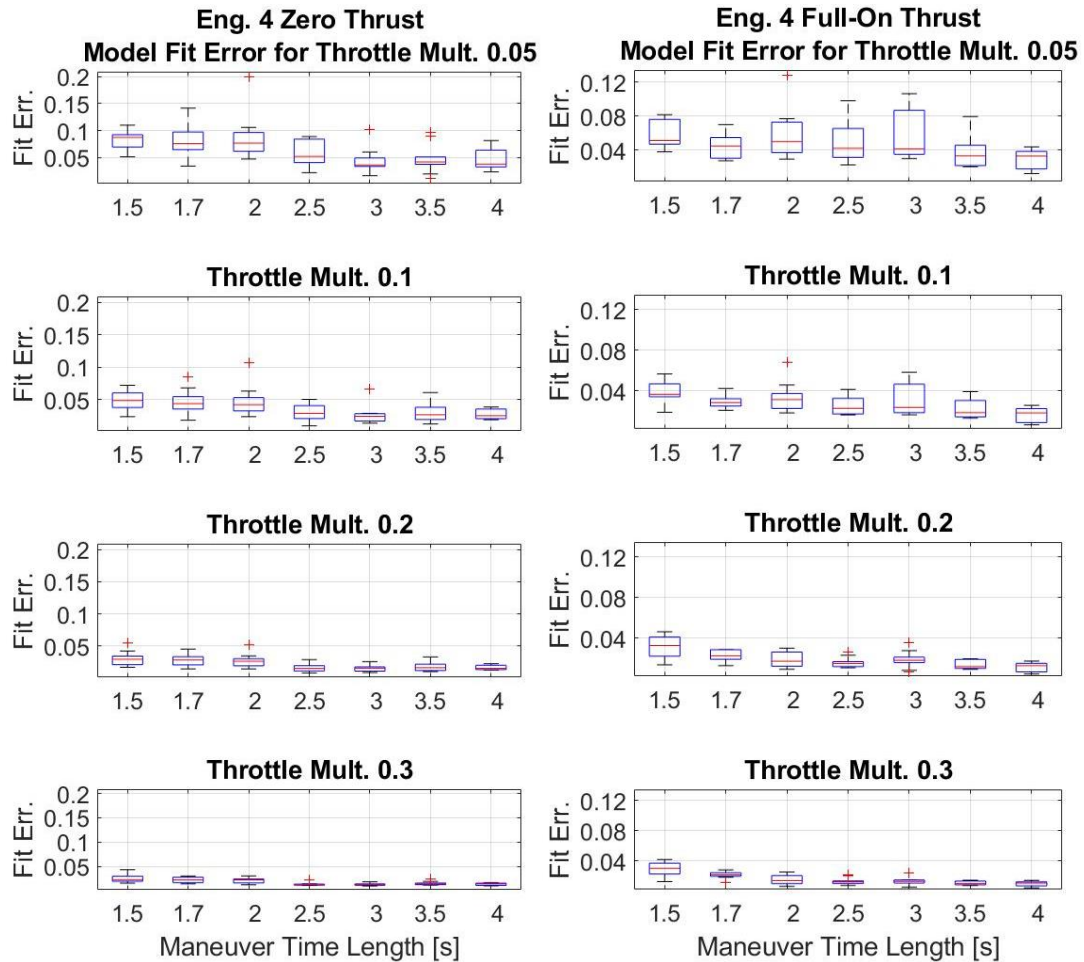 Eng. 4 Zero Thrust
Model Fit Error for Throttle Mult. 0.05
Fit Err.
0.2
0.15
0.1
0.05
1.5 1.7 2 2.5 3 3.5 4
Eng. 4 Full-On Thrust
Model Fit Error for Throttle Mult. 0.05
Fit Err.
0.12
0.08
0.04
1.5 1.7 2 2.5 3 3.5 4
Throttle Mult. 0.1
Fit Err.
0.2
0.15
0.1
0.05
1.5 1.7 2 2.5 3 3.5 4
Throttle Mult. 0.1
Fit Err.
0.12
0.08
0.04
1.5 1.7 2 2.5 3 3.5 4
Throttle Mult. 0.2
Fit Err.
0.2
0.15
0.1
0.05
1.5 1.7 2 2.5 3 3.5 4
Throttle Mult. 0.2
Fit Err.
0.12
0.08
0.04
1.5 1.7 2 2.5 3 3.5 4
Throttle Mult. 0.3
Fit Err.
0.2
0.15
0.1
0.05
1.5 1.7 2 2.5 3 3.5 4
Maneuver Time Length [s]
Throttle Mult. 0.3
Fit Err.
0.12
0.08
0.04
1.5 1.7 2 2.5 3 3.5 4
Maneuver Time Length [s]